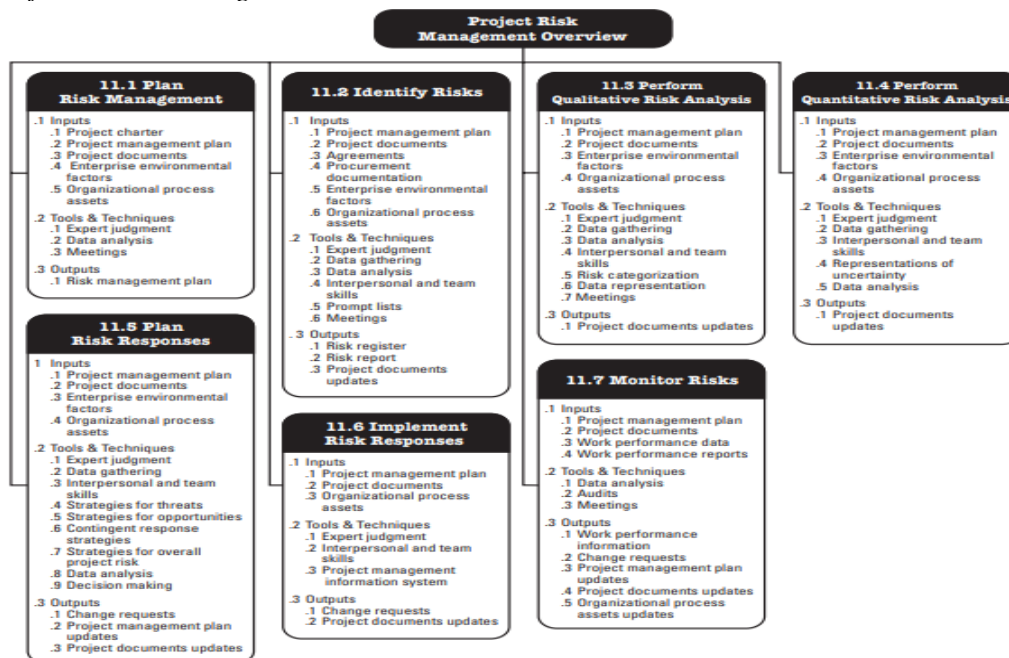 Project Risk
Management Overview
11.1 Plan
Risk Management
.1 Inputs
.1 Project charter
.2 Project management plan
.3 Project documents
.4 Enterprise environmental
factors
.5 Organizational process
assets
.2 Tools & Techniques
.1 Expert judgment
.2 Data analysis
.3 Meetings
.3 Outputs
.1 Risk management plan
11.2 Identify Risks
.1 Inputs
.1 Project management plan
.2 Project documents
.3 Agreements
.4 Procurement
documentation
.5 Enterprise environmental
factors
.6 Organizational process
assets
.2 Tools & Techniques
.1 Expert judgment
.2 Data gathering
.3 Data analysis
.4 Interpersonal and team
skills
.5 Prompt lists
.6 Meetings
.3 Outputs
.1 Risk register
.2 Risk report
.3 Project documents
updates
11.3 Perform
Qualitative Risk Analysis
.1 Inputs
.1 Project management plan
.2 Project documents
.3 Enterprise environmental
factors
.4 Organizational process
assets
.2 Tools & Techniques
.1 Expert judgment
.2 Data gathering
.3 Data analysis
.4 Interpersonal and team
skills
.5 Risk categorization
.6 Data representation
.7 Meetings
.3 Outputs
.1 Project documents updates
11.4 Perform
Quantitative Risk Analysis
.1 Inputs
.1 Project management plan
.2 Project documents
.3 Enterprise environmental
factors
.4 Organizational process
assets
.2 Tools & Techniques
.1 Expert judgment
.2 Data gathering
.3 Interpersonal and team
skills
.4 Representations of
uncertainty
.5 Data analysis
.3 Outputs
.1 Project documents
updates
11.5 Plan
Risk Responses
1 Inputs
.1 Project management plan
.2 Project documents
.3 Enterprise environmental
factors
.4 Organizational process
assets
.2 Tools & Techniques
.1 Expert judgment
.2 Data gathering
.3 Interpersonal and team
skills
.4 Strategies for threats
.5 Strategies for opportunities
.6 Contingent response
strategies
.7 Strategies for overall
project risk
.8 Data analysis
.9 Decision making
.3 Outputs
.1 Change requests
.2 Project management plan
updates
.3 Project documents updates
11.6 Implement
Risk Responses
.1 Inputs
.1 Project management plan
.2 Project documents
.3 Organizational process
assets
.2 Tools & Techniques
.1 Expert judgment
.2 Interpersonal and team
skills
.3 Project management
information system
.3 Outputs
.1 Change requests
.2 Project documents updates
11.7 Monitor Risks
.1 Inputs
.1 Project management plan
.2 Project documents
.3 Work performance data
.4 Work performance reports
.2 Tools & Techniques
.1 Data analysis
.2 Audits
.3 Meetings
.3 Outputs
.1 Work performance
information
.2 Change requests
.3 Project management plan
updates
.4 Project documents updates
.5 Organizational process
assets updates